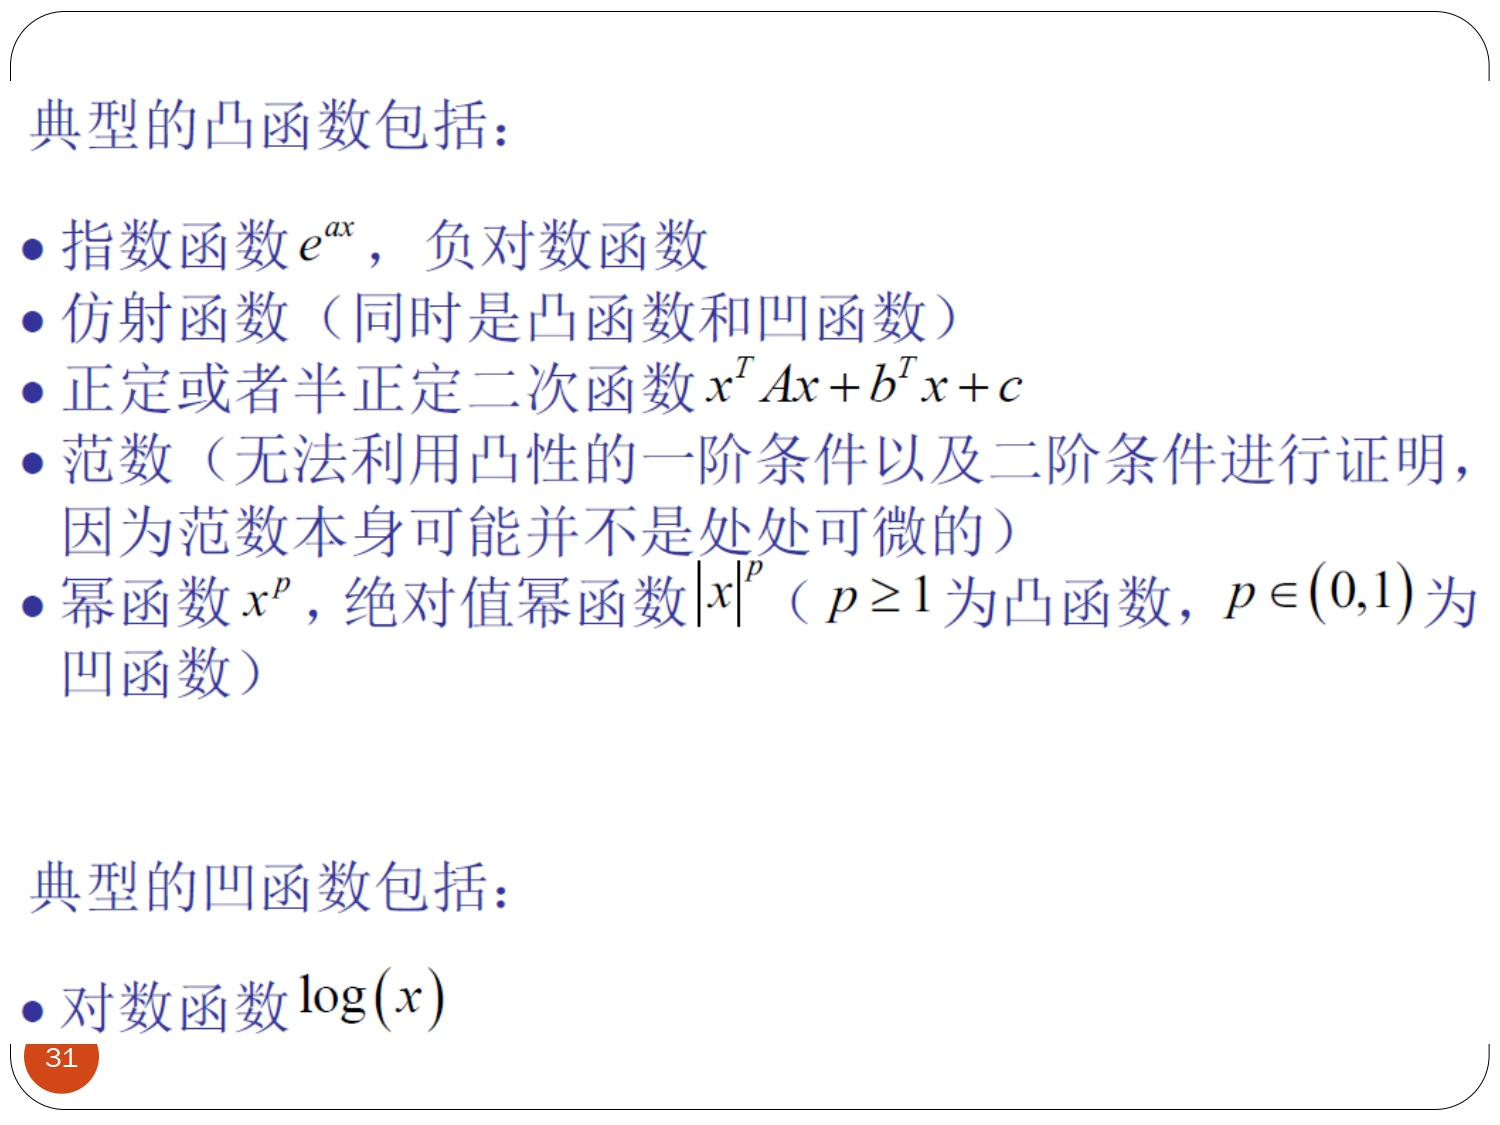 典型的凸函数包括：
● 指数函数 e^{ax}，负对数函数
● 仿射函数（同时是凸函数和凹函数）
● 正定或者半正定二次函数 x^T Ax + b^T x + c
● 范数（无法利用凸性的一阶条件以及二阶条件进行证明，
因为范数本身可能并不是处处可微的）
● 幂函数 x^p，绝对值幂函数 |x|^p（ p ≥ 1 为凸函数， p ∈ (0,1) 为
凹函数）
典型的凹函数包括：
● 对数函数 log(x)
31